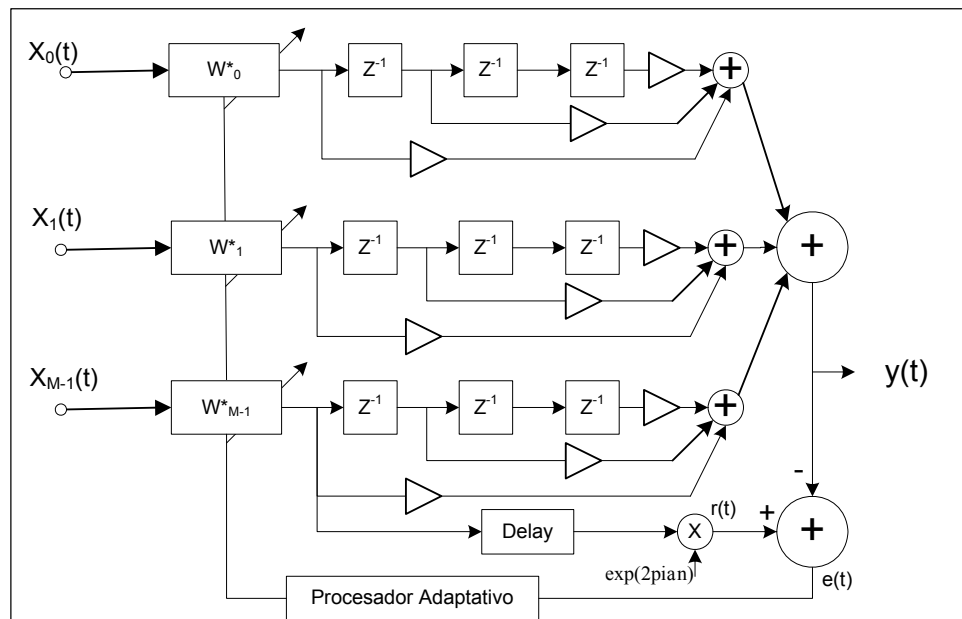 X0(t)
W*0
Z-1
Z-1
Z-1
+
X1(t)
W*1
Z-1
Z-1
Z-1
+
+
XM-1(t)
W*M-1
Z-1
Z-1
Z-1
+
y(t)
-
Delay
X
r(t)
+
+
exp(2pian)
e(t)
Procesador Adaptativo